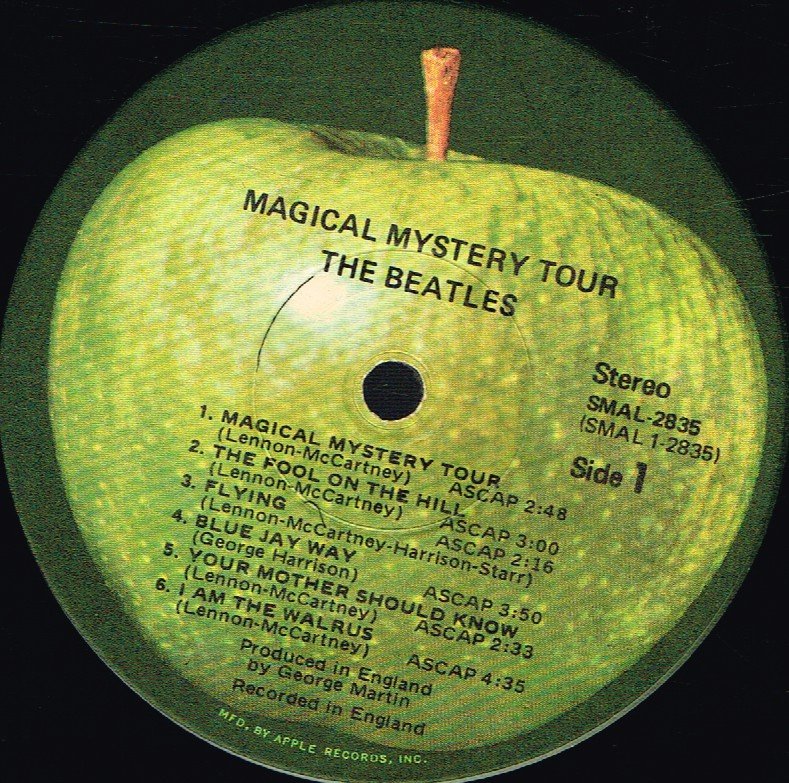 MAGICAL MYSTERY TOUR
THE BEATLES
Stereo
SMAL-2835
(SMAL 1-2835)
Side 1
1. MAGICAL MYSTERY TOUR
(Lennon-McCartney) ASCAP 2:48
2. THE FOOL ON THE HILL
(Lennon-McCartney) ASCAP 3:00
3. FLYING ASCAP 2:16
(Lennon-McCartney-Harrison-Starr)
4. BLUE JAY WAY
(George Harrison) ASCAP 3:50
5. YOUR MOTHER SHOULD KNOW
(Lennon-McCartney) ASCAP 2:33
6. I AM THE WALRUS
(Lennon-McCartney) ASCAP 4:35
Produced in England
by George Martin
Recorded in England
MFD. BY APPLE RECORDS, INC.